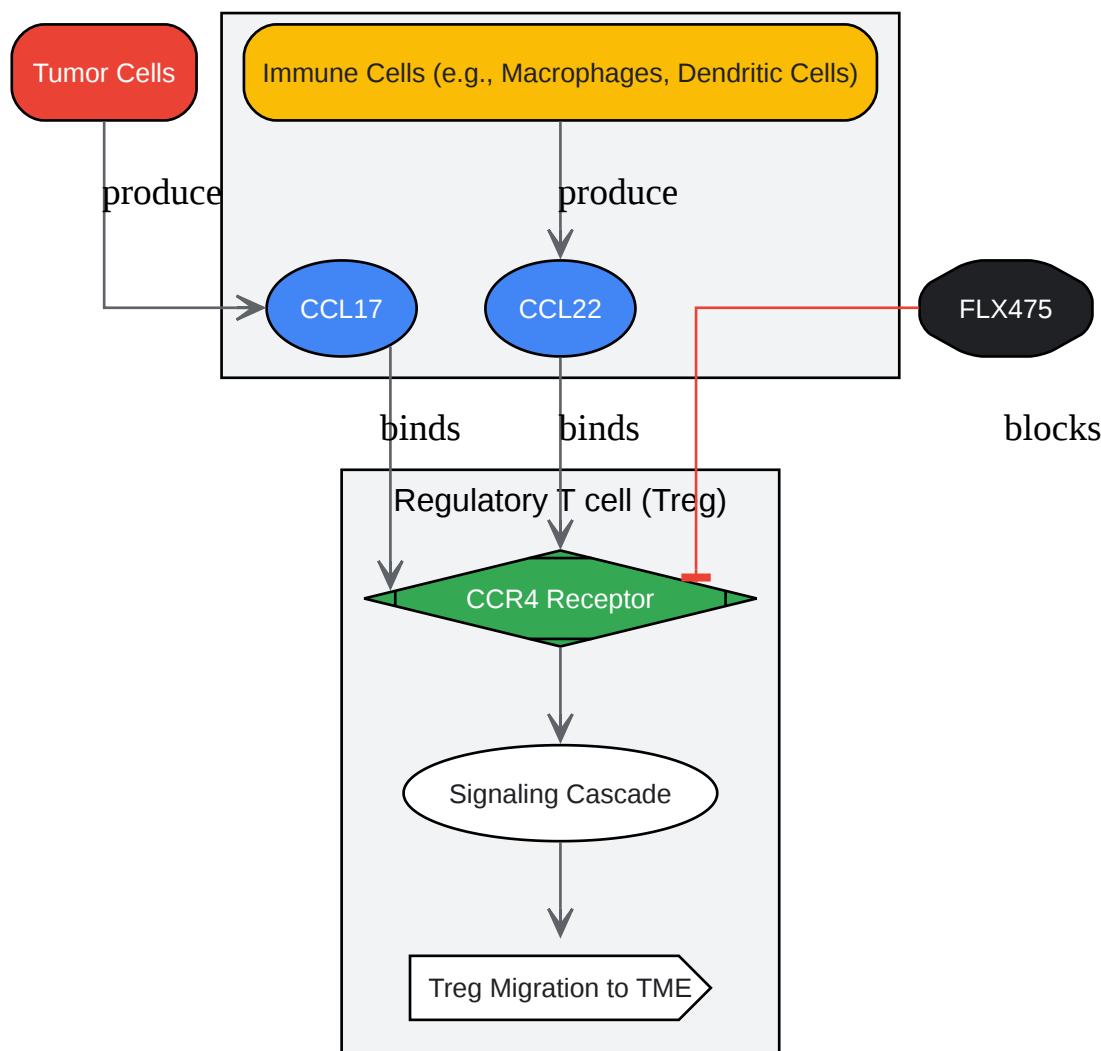 Tumor Cells
Immune Cells (e.g., Macrophages, Dendritic Cells)
produce
produce
CCL17
CCL22
FLX475
binds
binds
blocks
Regulatory T cell (Treg)
CCR4 Receptor
Signaling Cascade
Treg Migration to TME